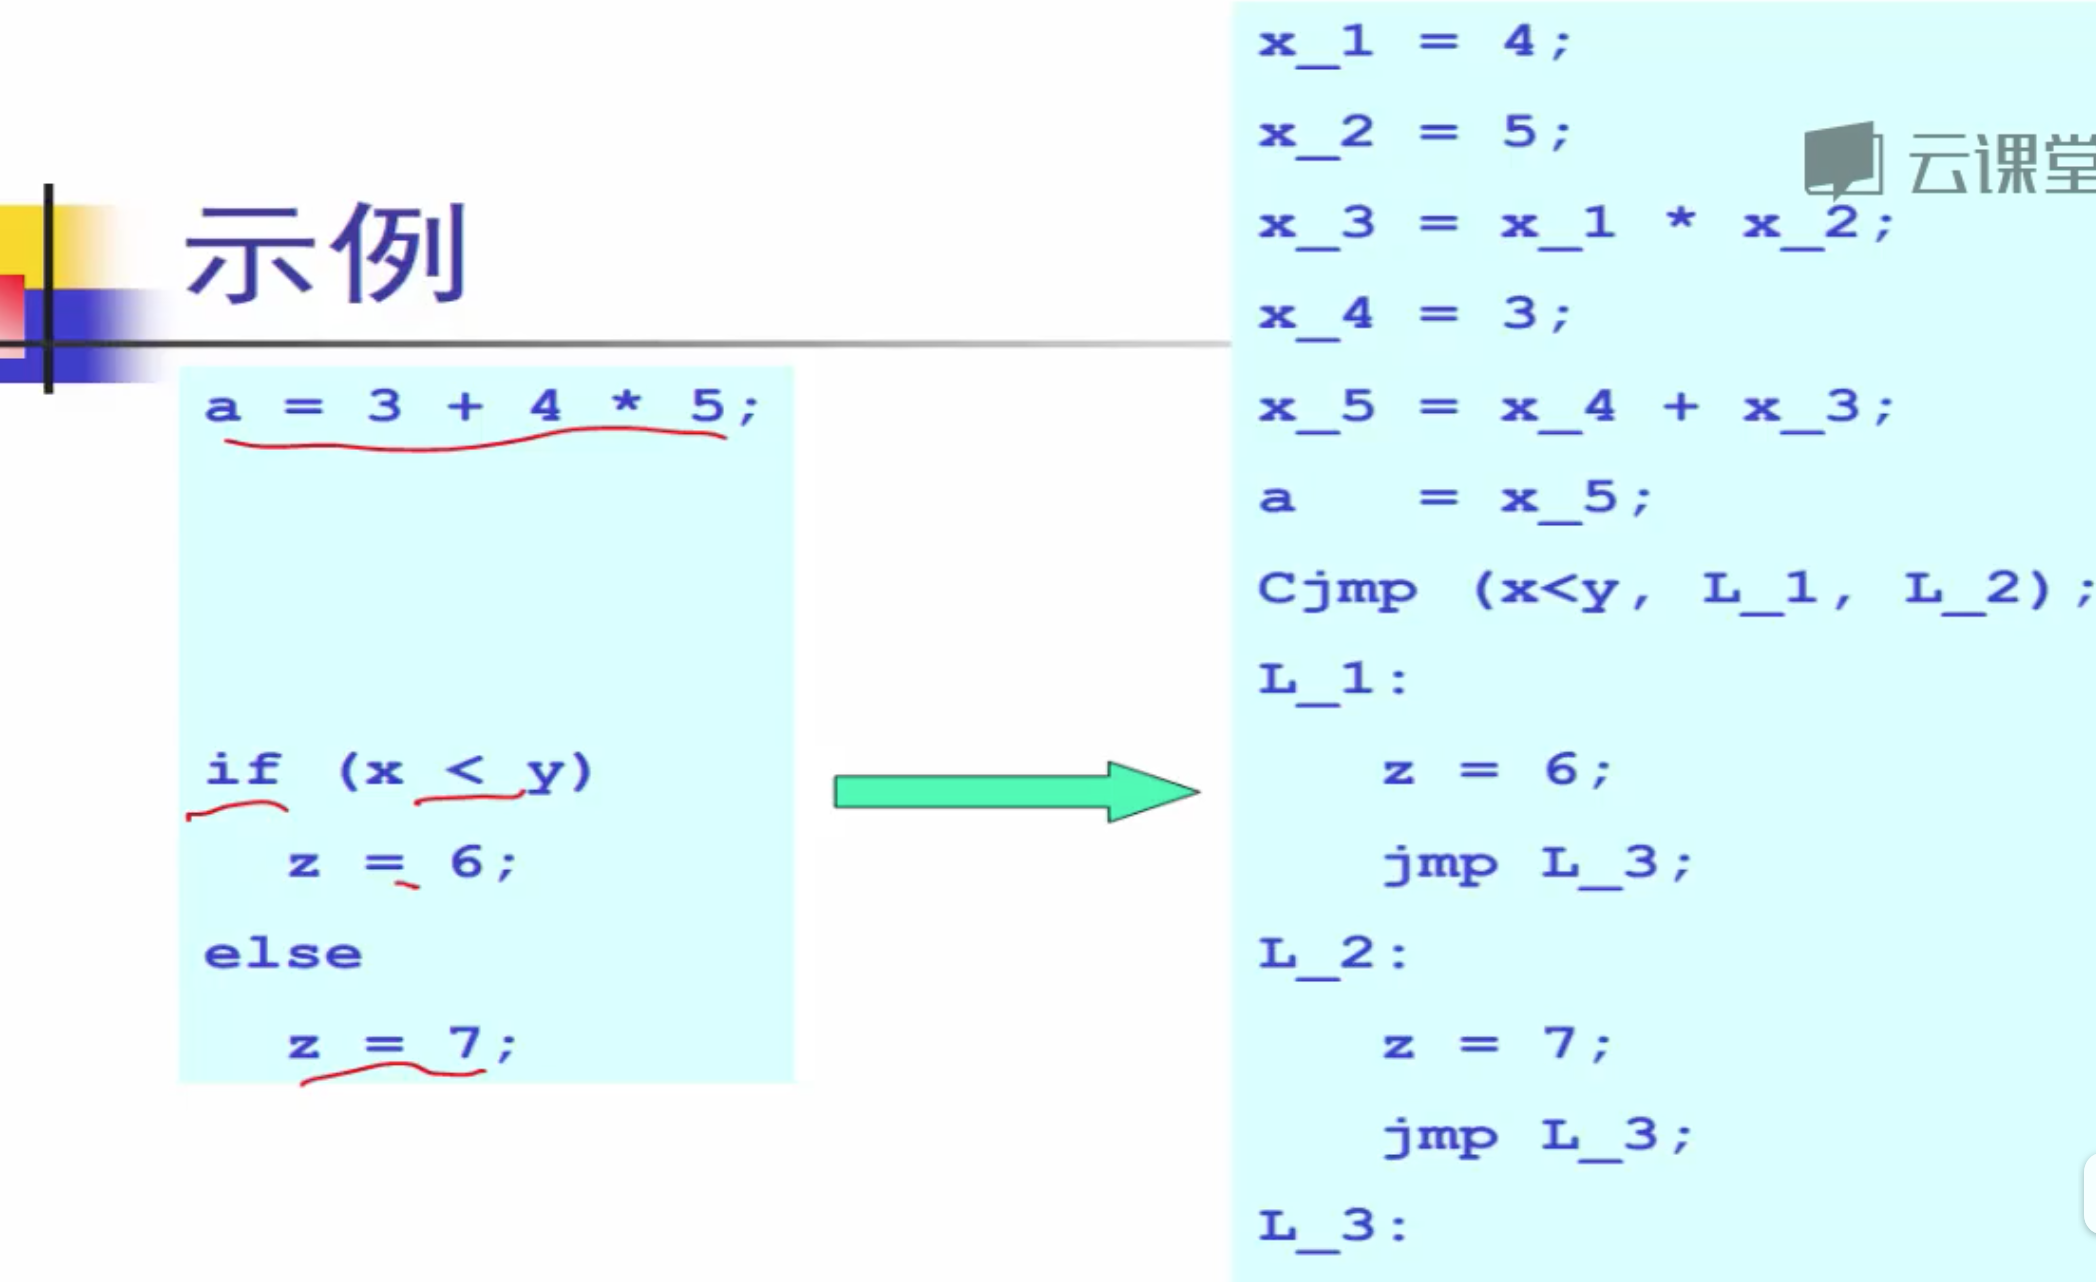 示例
a = 3 + 4 * 5;
if (x < y)
z = 6;
else
z = 7;
x_1 = 4;
x_2 = 5;
云课堂
x_3 = x_1 * x_2;
x_4 = 3;
x_5 = x_4 + x_3;
a = x_5;
Cjmp (x<y, L_1, L_2);
L_1:
z = 6;
jmp L_3;
L_2:
z = 7;
jmp L_3;
L_3: